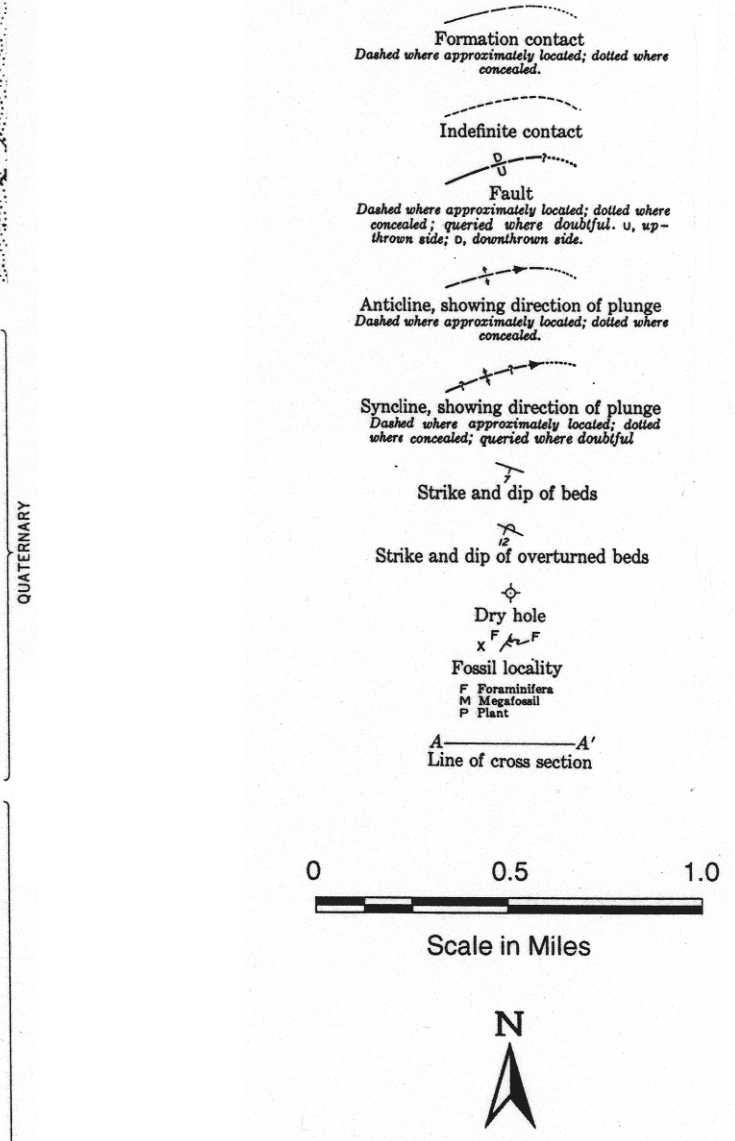 Formation contact
Dashed where approximately located; dotted where
concealed.
Indefinite contact
D
U
?
Fault
Dashed where approximately located; dotted where
concealed; queried where doubtful. U, up-
thrown side; D, downthrown side.
Anticline, showing direction of plunge
Dashed where approximately located; dotted where
concealed.
? ?
Syncline, showing direction of plunge
Dashed where approximately located; dotted
where concealed; queried where doubtful
7
Strike and dip of beds
12
Strike and dip of overturned beds
Dry hole
x F F
Fossil locality
F Foraminifera
M Megafossil
P Plant
A A'
Line of cross section
QUATERNARY
0 0.5 1.0
Scale in Miles
N